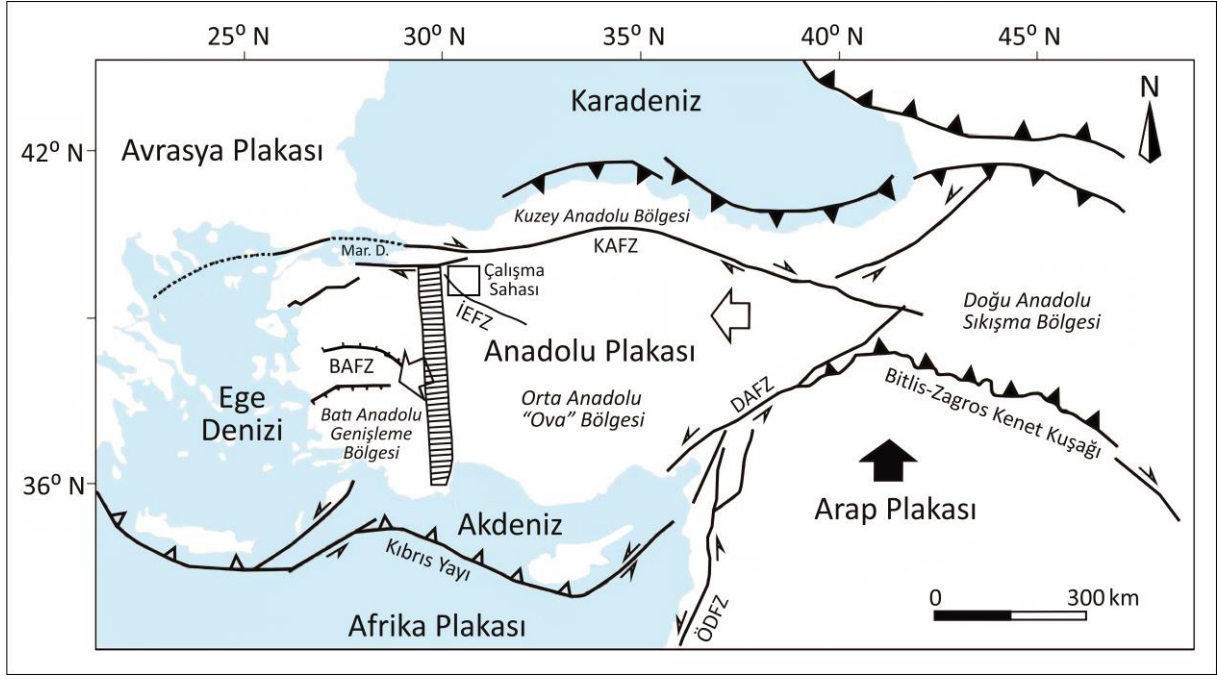 25° N 30° N 35° N 40° N 45° N
N
Karadeniz
42° N
Avrasya Plakası
Kuzey Anadolu Bölgesi
KAFZ
Mar. D.
Çalışma
Sahası
İEFZ
Doğu Anadolu
Sıkışma Bölgesi
Anadolu Plakası
BAFZ
Ege
Denizi
Batı Anadolu
Genişleme
Bölgesi
Orta Anadolu
“Ova” Bölgesi
DAFZ
Bitlis-Zagros Kenet Kuşağı
36° N
Arap Plakası
Akdeniz
Kıbrıs Yayı
Afrika Plakası
ÖDFZ
0 300 km